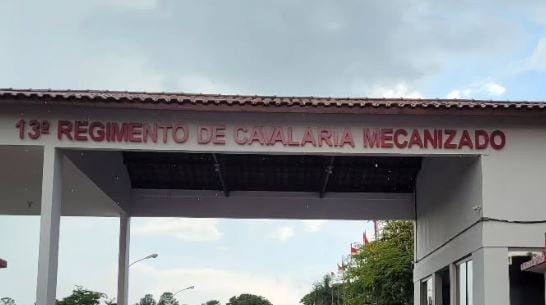 13º REGIMENTO DE CAVALARIA MECANIZADO